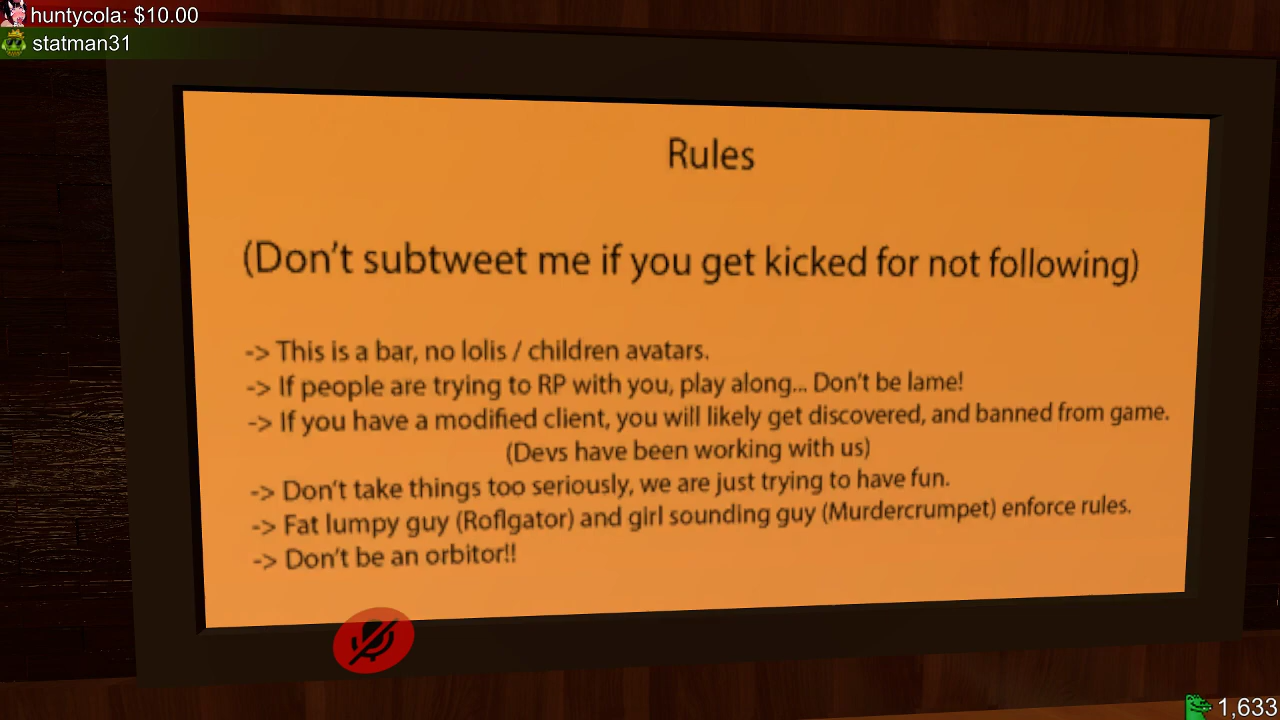 huntycola: $10.00
statman31
Rules
(Don't subtweet me if you get kicked for not following)
-> This is a bar, no lolis / children avatars.
-> If people are trying to RP with you, play along... Don't be lame!
-> If you have a modified client, you will likely get discovered, and banned from game.
(Devs have been working with us)
-> Don't take things too seriously, we are just trying to have fun.
-> Fat lumpy guy (Roflgator) and girl sounding guy (Murdercrumpet) enforce rules.
-> Don't be an orbitor!!
1,633